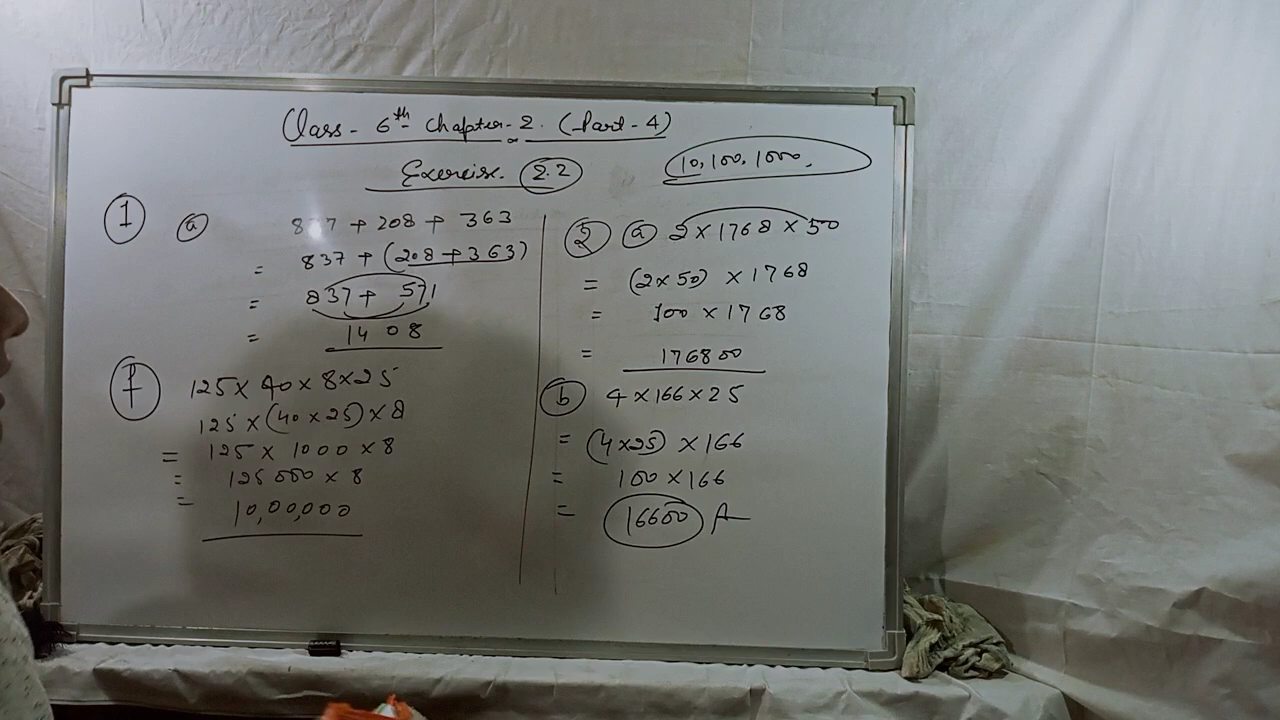 Class - 6th Chapter - 2. (Part - 4)
Exercise. 2.2
10, 100, 1000,
1 a 837 + 208 + 363
= 837 + (208 + 363)
= 837 + 571
= 1408
f 125 × 40 × 8 × 25
125 × (40 × 25) × 8
= 125 × 1000 × 8
= 125000 × 8
= 10,00,000
2 a 2 × 1768 × 50
= (2 × 50) × 1768
= 100 × 1768
= 176800
b 4 × 166 × 25
= (4 × 25) × 166
= 100 × 166
= 16600 A